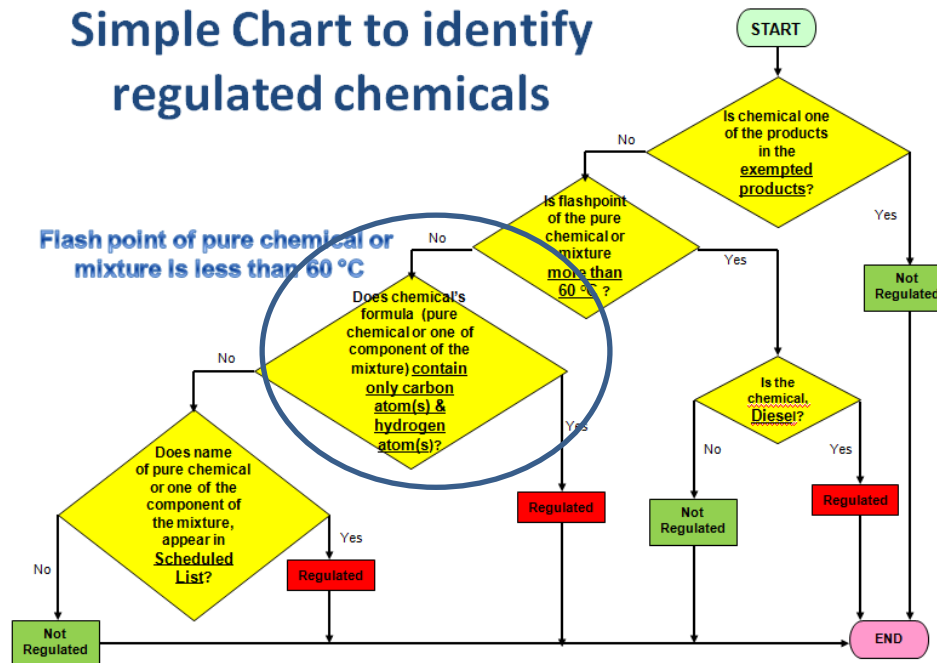 Simple Chart to identify
regulated chemicals
START
Is chemical one
of the products
in the
exempted
products?
No
Yes
Not
Regulated
Is flashpoint
of the pure
chemical or
mixture
more than
60 °C ?
No
Yes
Flash point of pure chemical or
mixture is less than 60 °C
Does chemical's
formula (pure
chemical or one of
component of the
mixture) contain
only carbon
atom(s) &
hydrogen
atom(s)?
No
Yes
Regulated
Is the
chemical,
Diesel?
No
Yes
Not
Regulated
Regulated
Does name
of pure chemical
or one of the
component of
the mixture,
appear in
Scheduled
List?
No
Yes
Regulated
Not
Regulated
END